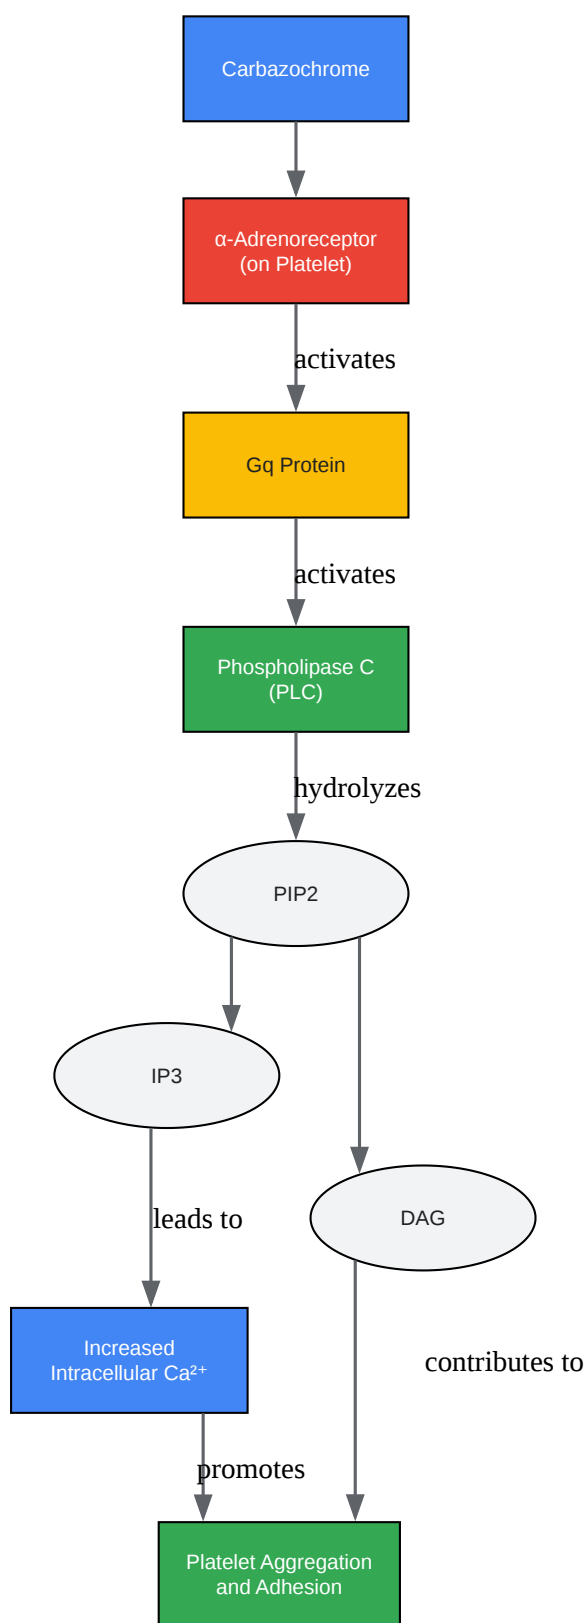 Carbazochrome
α-Adrenoreceptor
(on Platelet)
activates
Gq Protein
activates
Phospholipase C
(PLC)
hydrolyzes
PIP2
IP3
DAG
leads to
Increased
Intracellular Ca²⁺
contributes to
promotes
Platelet Aggregation
and Adhesion